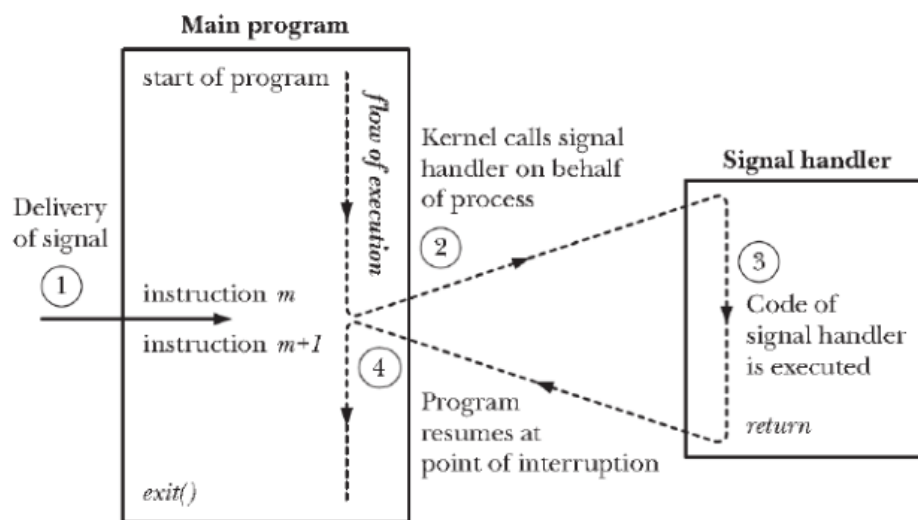 Main program
start of program
flow of execution
Delivery
of signal
1
instruction m
instruction m+1
exit()
Kernel calls signal
handler on behalf
of process
2
Signal handler
3
Code of
signal handler
is executed
return
4
Program
resumes at
point of interruption